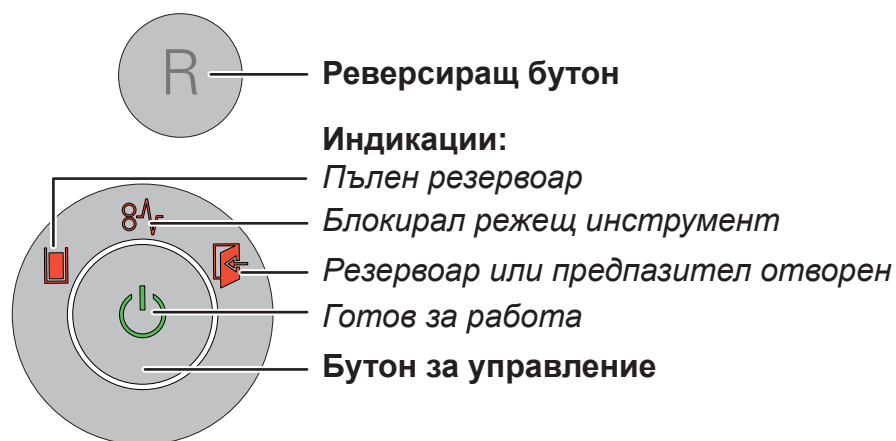 R
Реверсиращ бутон
Индикации:
Пълен резервоар
Блокирал режещ инструмент
Резервоар или предпазител отворен
Готов за работа
Бутон за управление